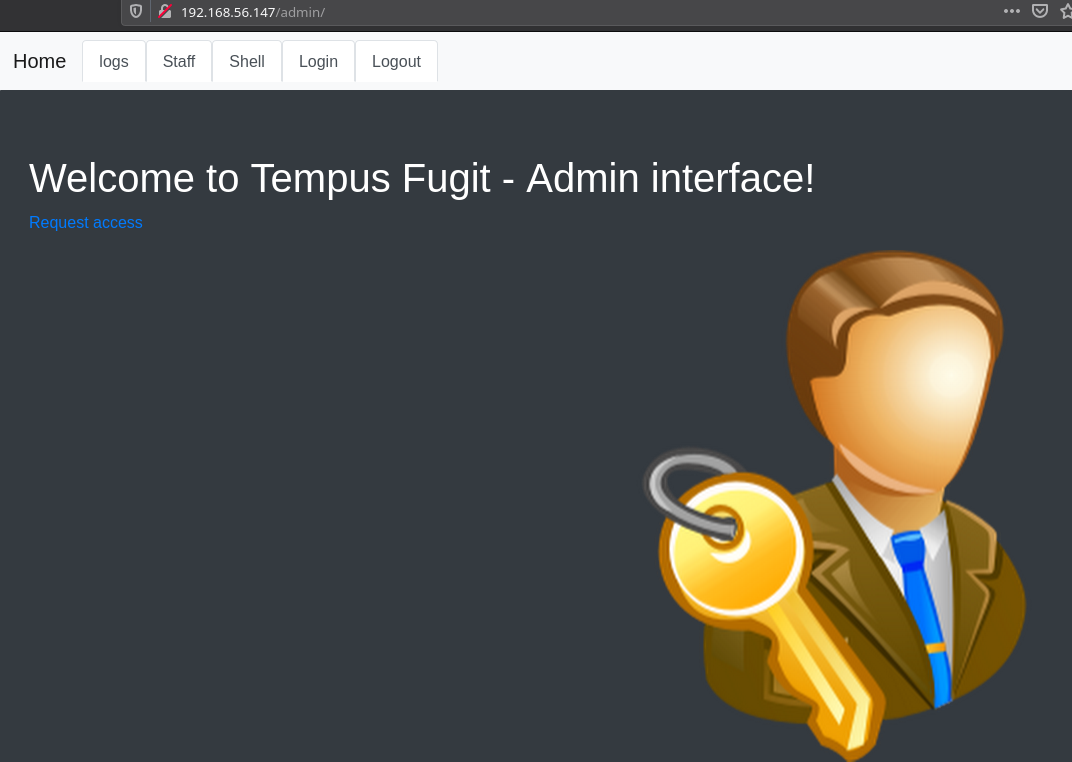 192.168.56.147/admin/
Home logs Staff Shell Login Logout
Welcome to Tempus Fugit - Admin interface!
Request access